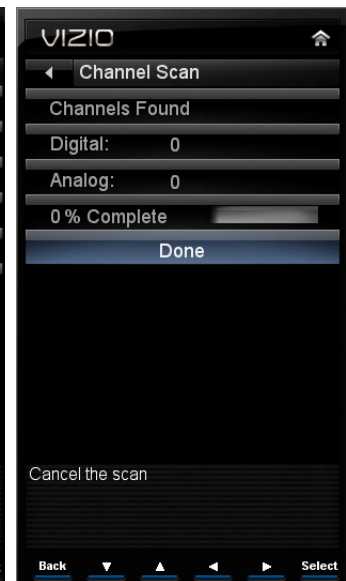 VIZIO
Channel Scan
Channels Found
Digital: 0
Analog: 0
0 % Complete
Done
Cancel the scan
Back Select